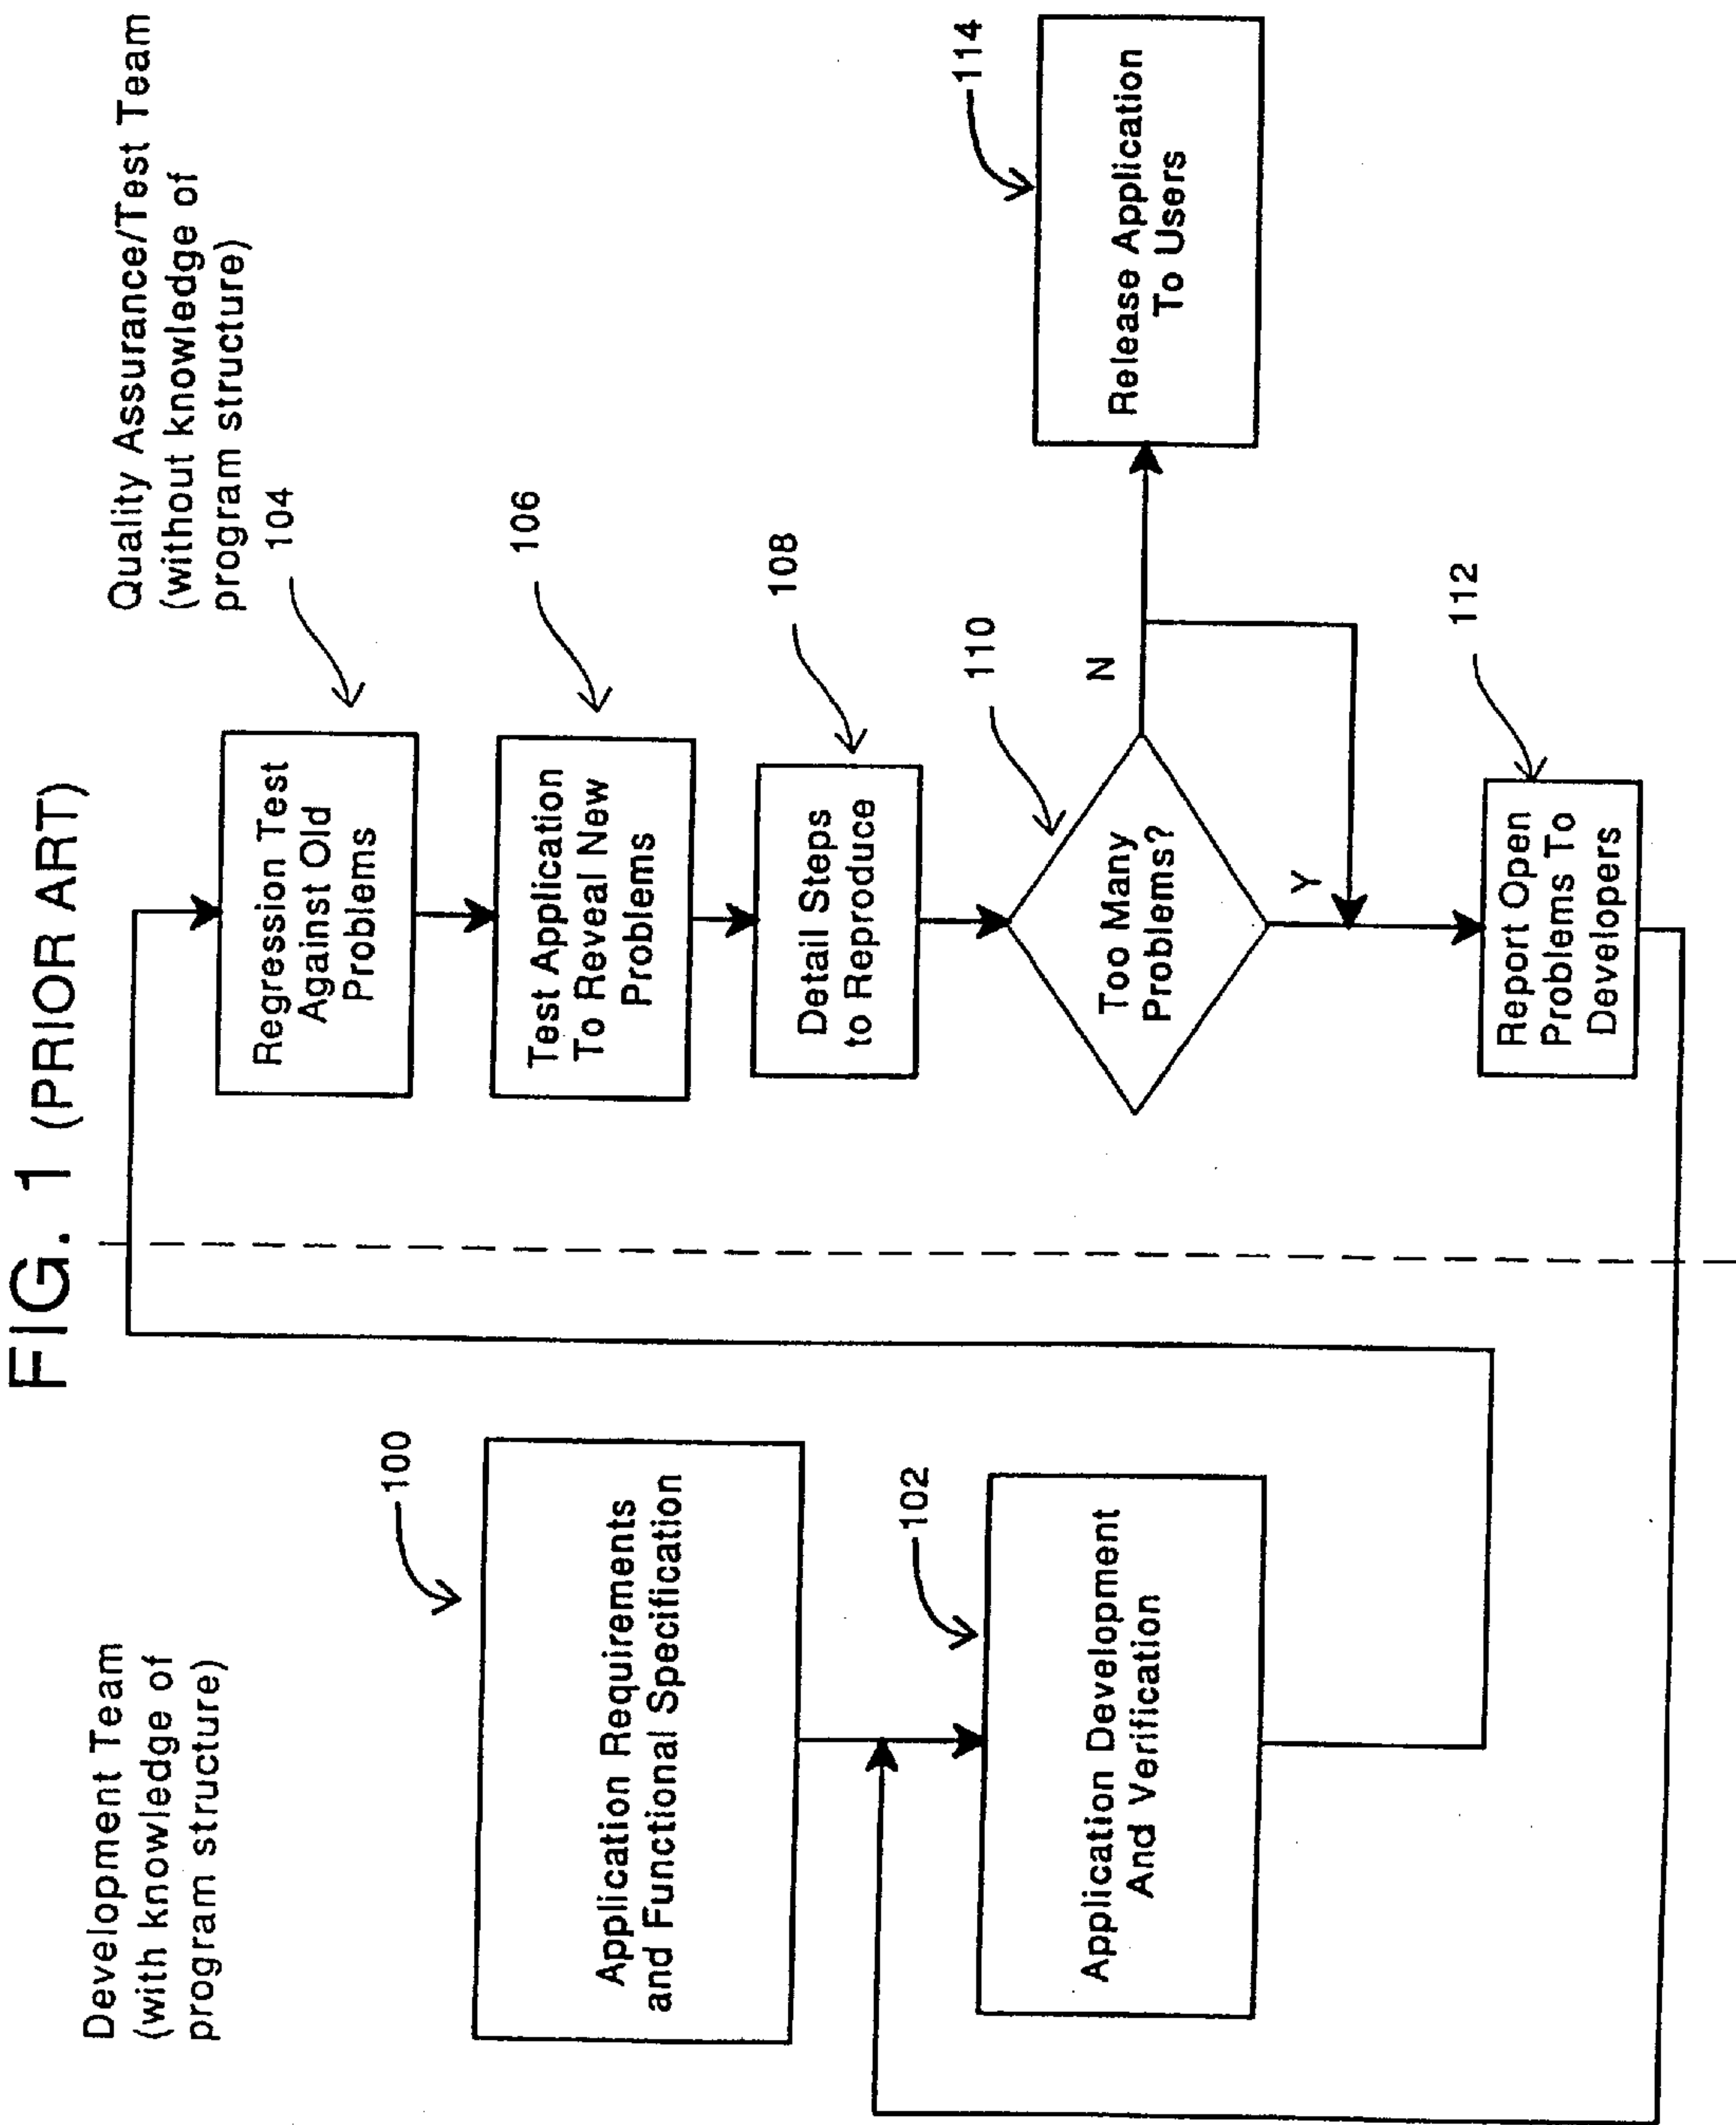 FIG. 1 (PRIOR ART)
Development Team
(with knowledge of
program structure)
100
Application Requirements
and Functional Specification
102
Application Development
And Verification
Quality Assurance/Test Team
(without knowledge of
program structure)
104
Regression Test
Against Old
Problems
106
Test Application
To Reveal New
Problems
108
Detail Steps
to Reproduce
110
Too Many
Problems?
N
Y
114
Release Application
To Users
112
Report Open
Problems To
Developers